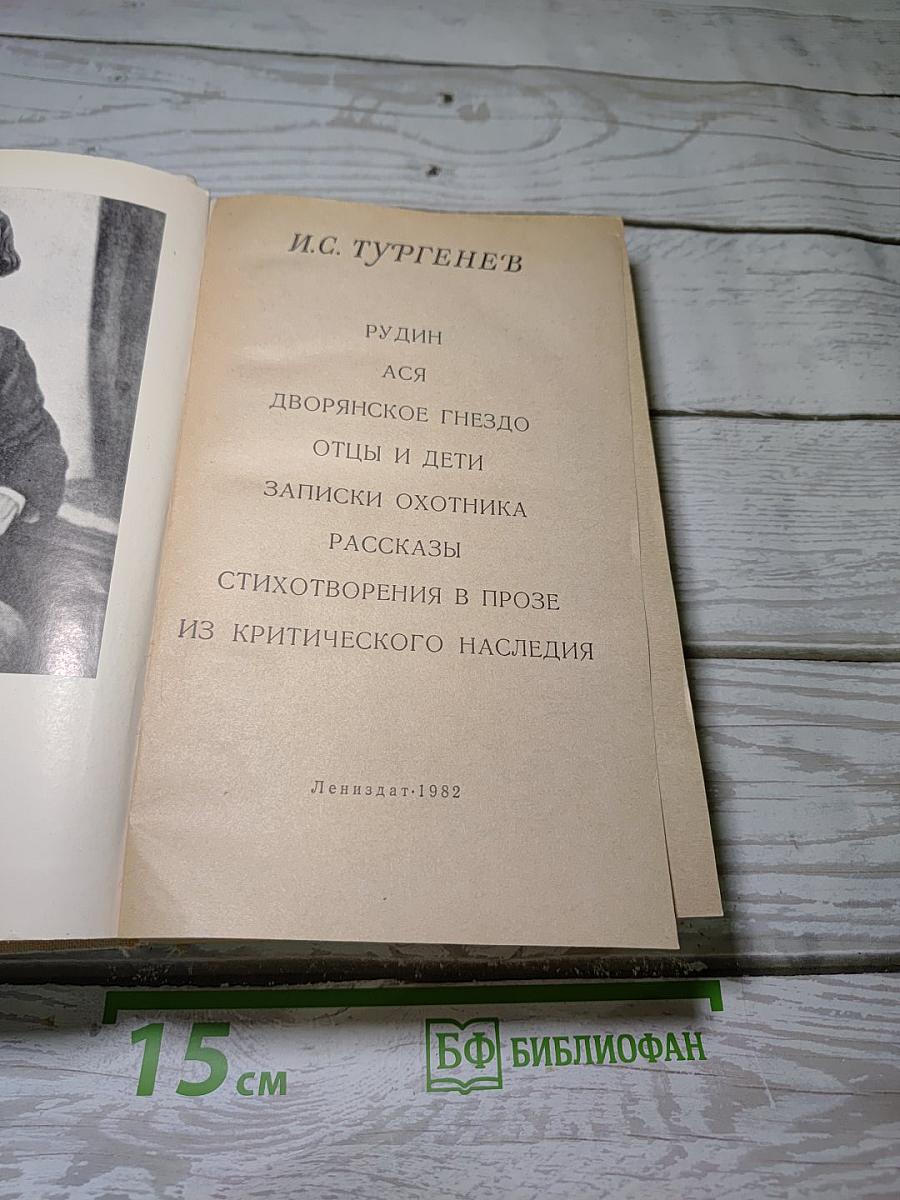 И.С. ТУРГЕНЕВ
РУДИН
АСЯ
ДВОРЯНСКОЕ ГНЕЗДО
ОТЦЫ И ДЕТИ
ЗАПИСКИ ОХОТНИКА
РАССКАЗЫ
СТИХОТВОРЕНИЯ В ПРОЗЕ
ИЗ КРИТИЧЕСКОГО НАСЛЕДИЯ
Лениздат·1982
15 см
БФ БИБЛИОФАН